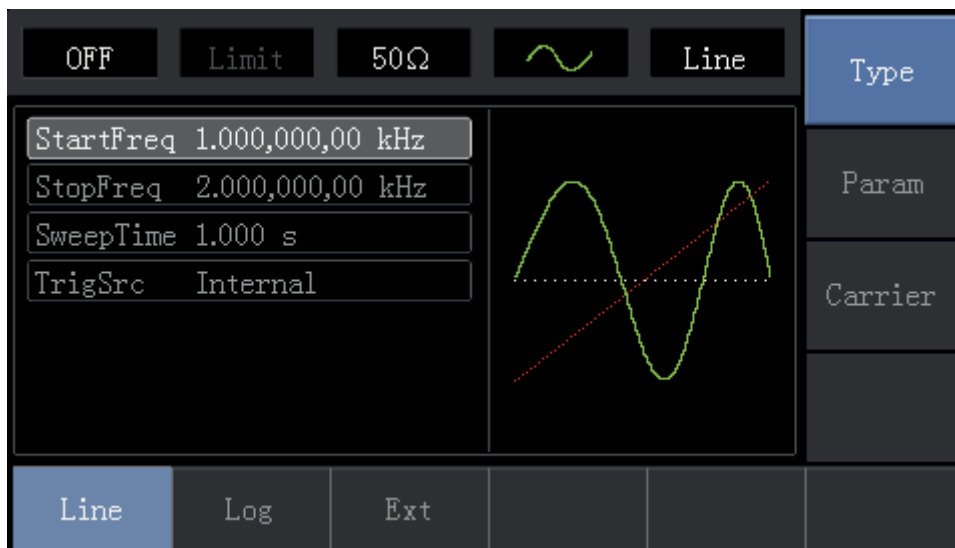 OFF Limit 50Ω Line
Type
StartFreq 1.000,000,00 kHz
StopFreq 2.000,000,00 kHz
SweepTime 1.000 s
TrigSrc Internal
Param
Carrier
Line Log Ext